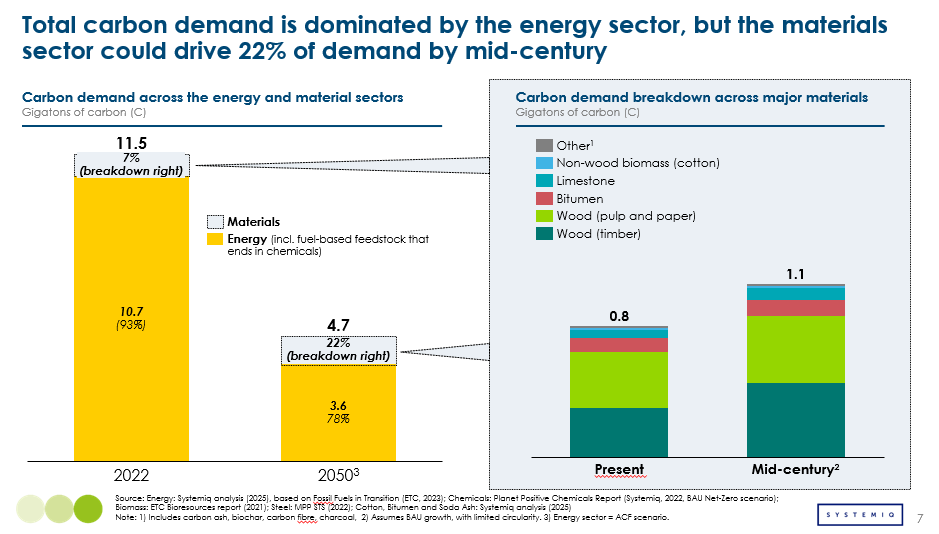 Total carbon demand is dominated by the energy sector, but the materials
sector could drive 22% of demand by mid-century
Carbon demand across the energy and material sectors
Gigatons of carbon (C)
11.5
7%
(breakdown right)
Materials
Energy (incl. fuel-based feedstock that
ends in chemicals)
10.7
(93%)
4.7
22%
(breakdown right)
3.6
78%
2022
2050³
Carbon demand breakdown across major materials
Gigatons of carbon (C)
Other¹
Non-wood biomass (cotton)
Limestone
Bitumen
Wood (pulp and paper)
Wood (timber)
0.8
1.1
Present
Mid-century²
Source: Energy: Systemiq analysis (2025), based on Fossil Fuels in Transition (ETC, 2023); Chemicals: Planet Positive Chemicals Report (Systemiq, 2022, BAU Net-Zero scenario);
Biomass: ETC Bioresources report (2021); Steel: MPP STS (2022); Cotton, Bitumen and Soda Ash: Systemiq analysis (2025)
Note: 1) Includes carbon ash, biochar, carbon fibre, charcoal, 2) Assumes BAU growth, with limited circularity. 3) Energy sector = ACF scenario.
SYSTEMIQ
7